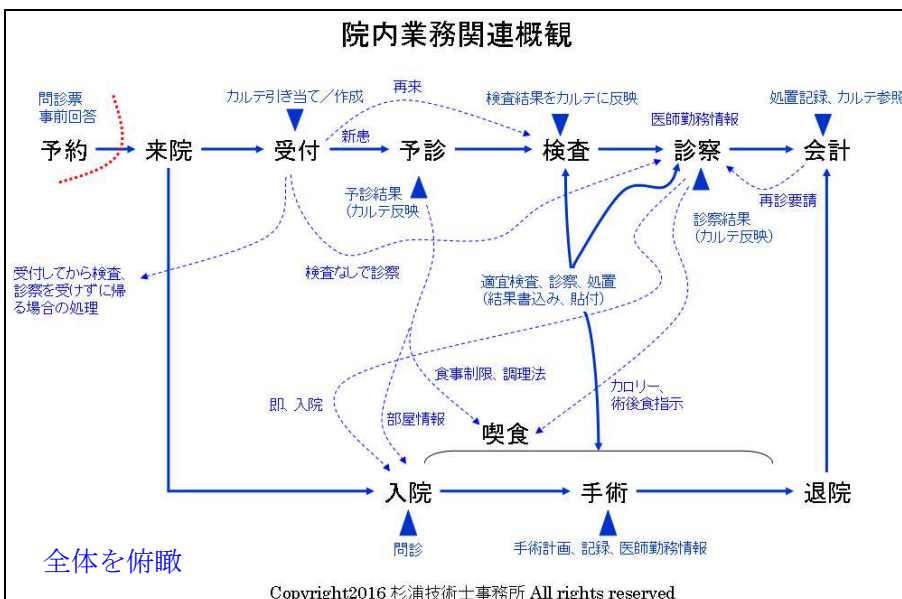 院内業務関連概観
問診票
事前回答
カルテ引き当て／作成
再来
検査結果をカルテに反映
医師勤務情報
処置記録、カルテ参照
新患
予約
来院
受付
予診
検査
診察
会計
予診結果
（カルテ反映）
再診要請
診察結果
（カルテ反映）
受付してから検査、
診察を受けずに帰
る場合の処理
検査なしで診察
適宜検査、診察、処置
（結果書込み、貼付）
食事制限、調理法
カロリー、
術後食指示
即、入院
部屋情報
喫食
入院
手術
退院
問診
手術計画、記録、医師勤務情報
全体を俯瞰
Copyright2016 杉浦技術士事務所 All rights reserved